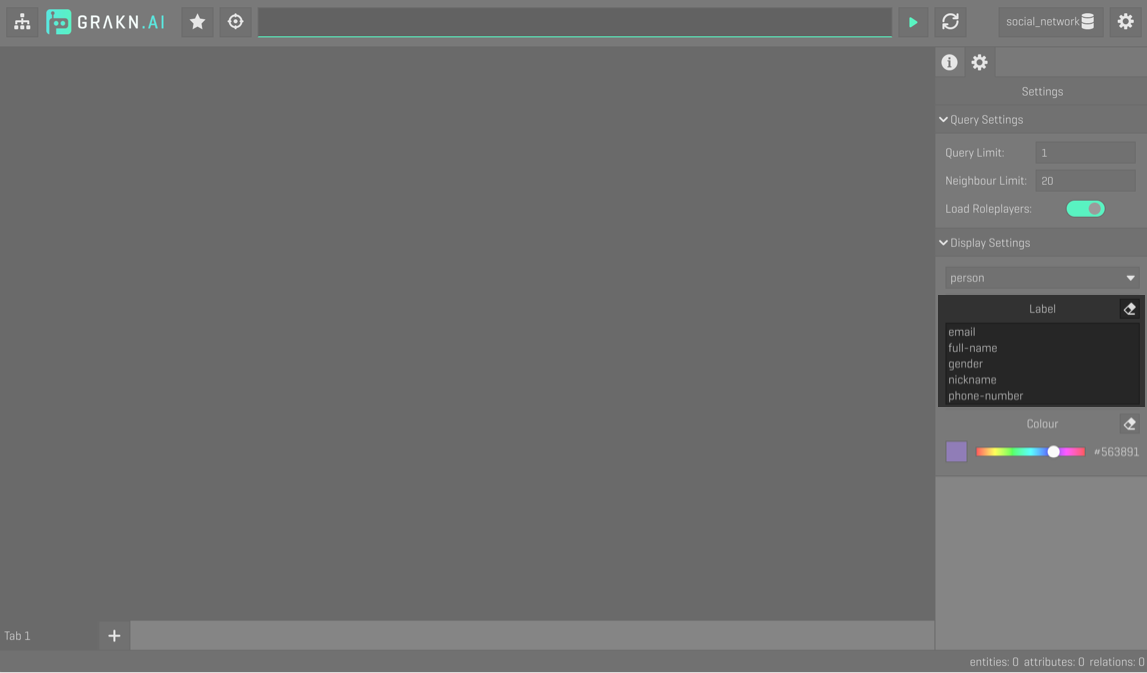 GRAKN.AI
social_network
Settings
Query Settings
Query Limit: 1
Neighbour Limit: 20
Load Roleplayers:
Display Settings
person
Label
email
full-name
gender
nickname
phone-number
Colour
#563891
Tab 1
entities: 0 attributes: 0 relations: 0